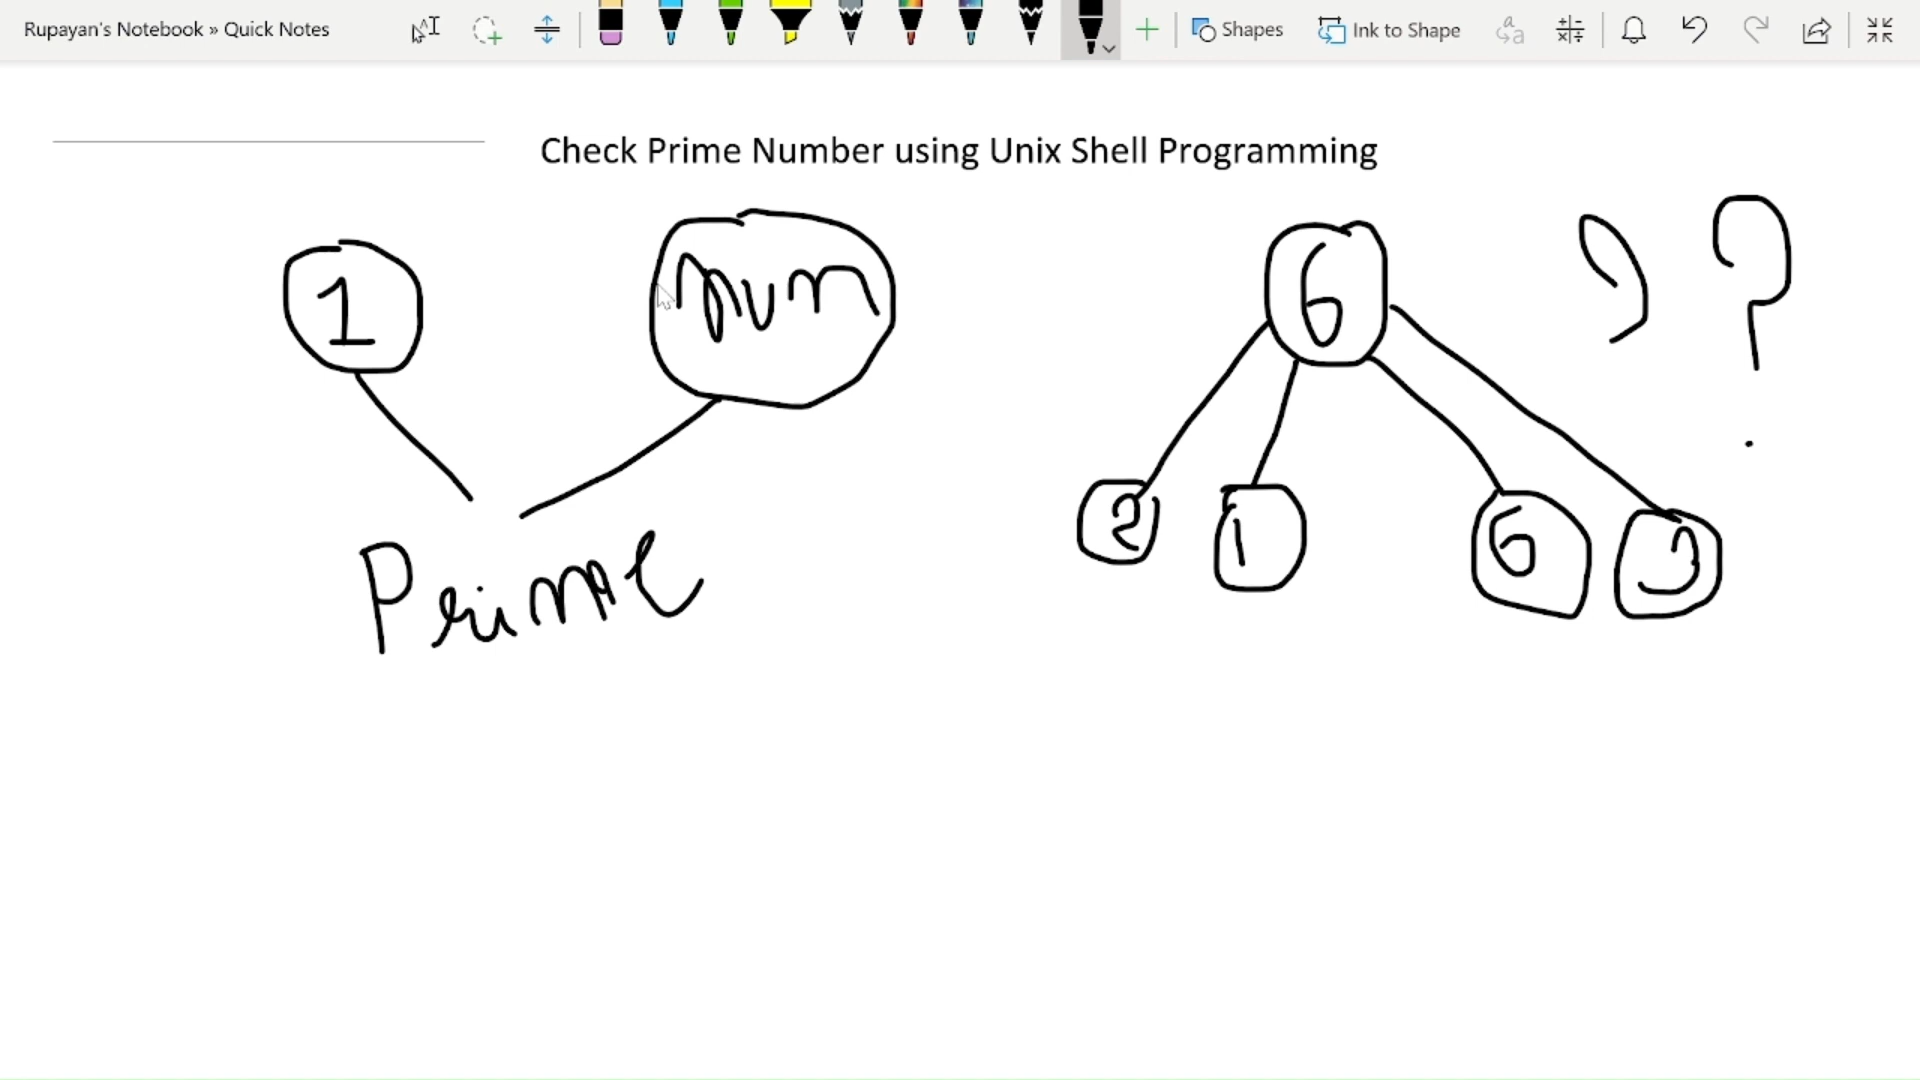 Rupayan's Notebook » Quick Notes
Shapes
Ink to Shape
Check Prime Number using Unix Shell Programming
1
num
6
?
2
1
6
3
Prime